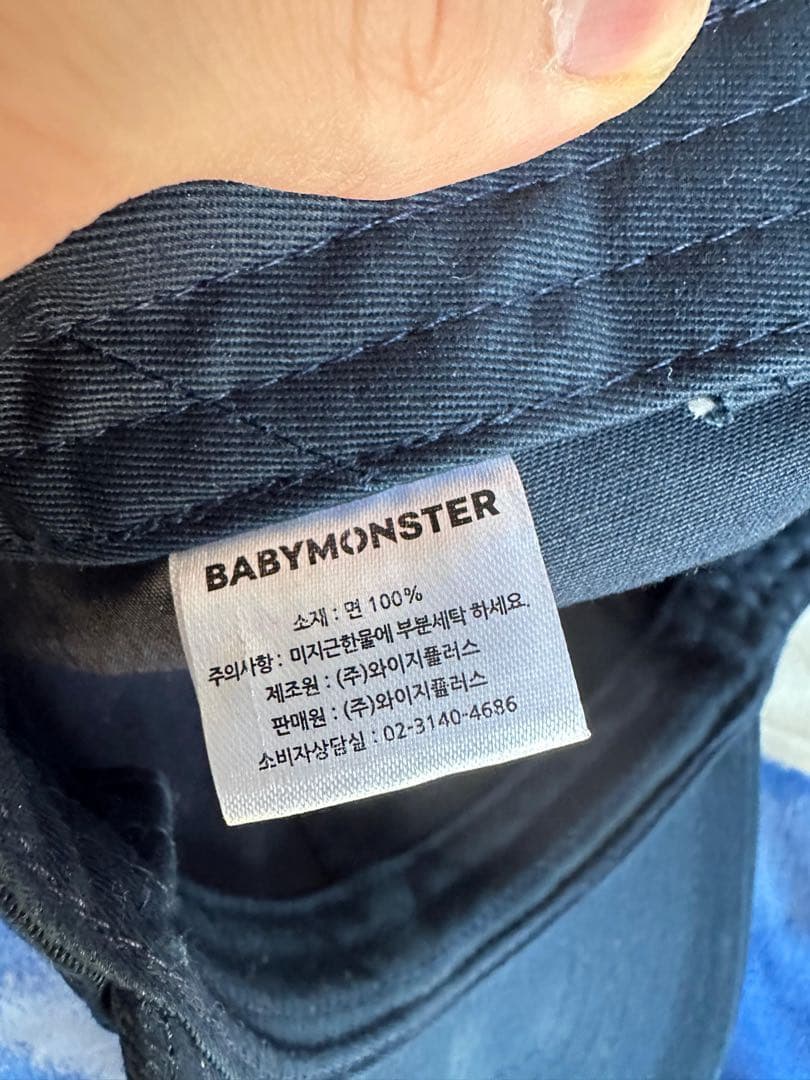 BABYMONSTER
소재 : 면 100%
주의사항 : 미지근한물에 부분세탁 하세요.
제조원 : (주)와이지플러스
판매원 : (주)와이지플러스
소비자상담실 : 02-3140-4686